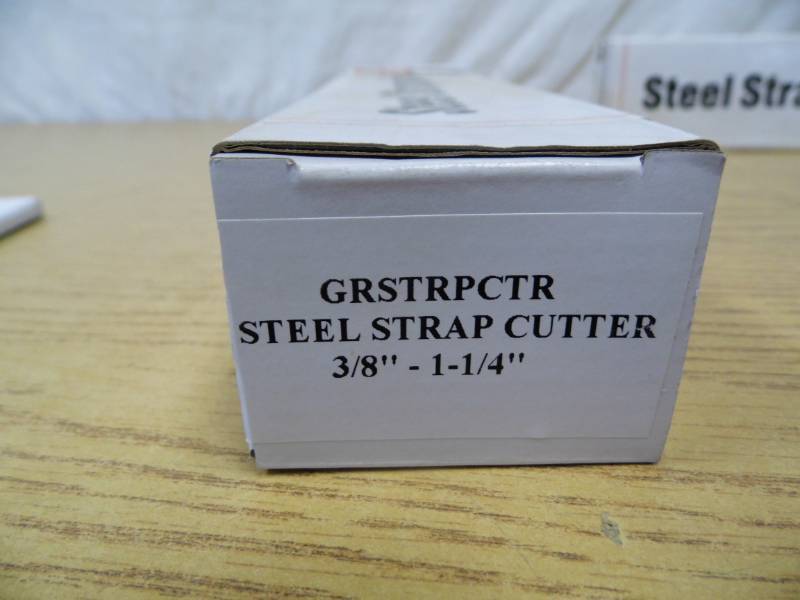 Steel Stra
GRSTRPCTR
STEEL STRAP CUTTER
3/8" - 1-1/4"